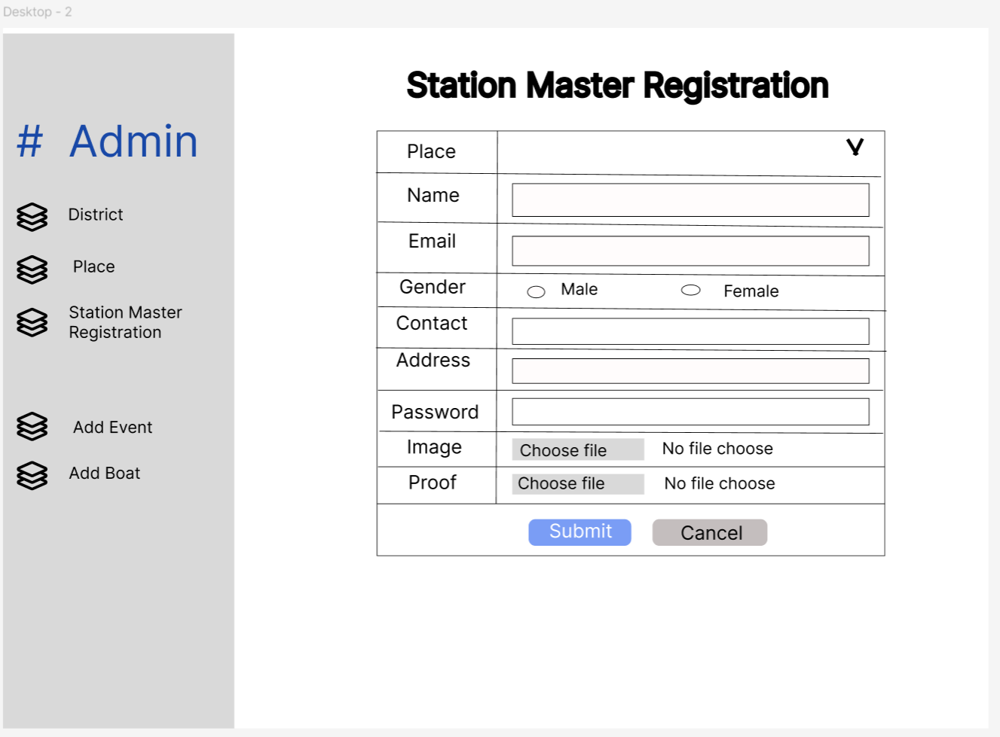 Desktop - 2
# Admin
District
Place
Station Master
Registration
Add Event
Add Boat
Station Master Registration
Place
Name
Email
Gender Male Female
Contact
Address
Password
Image Choose file No file choose
Proof Choose file No file choose
Submit Cancel